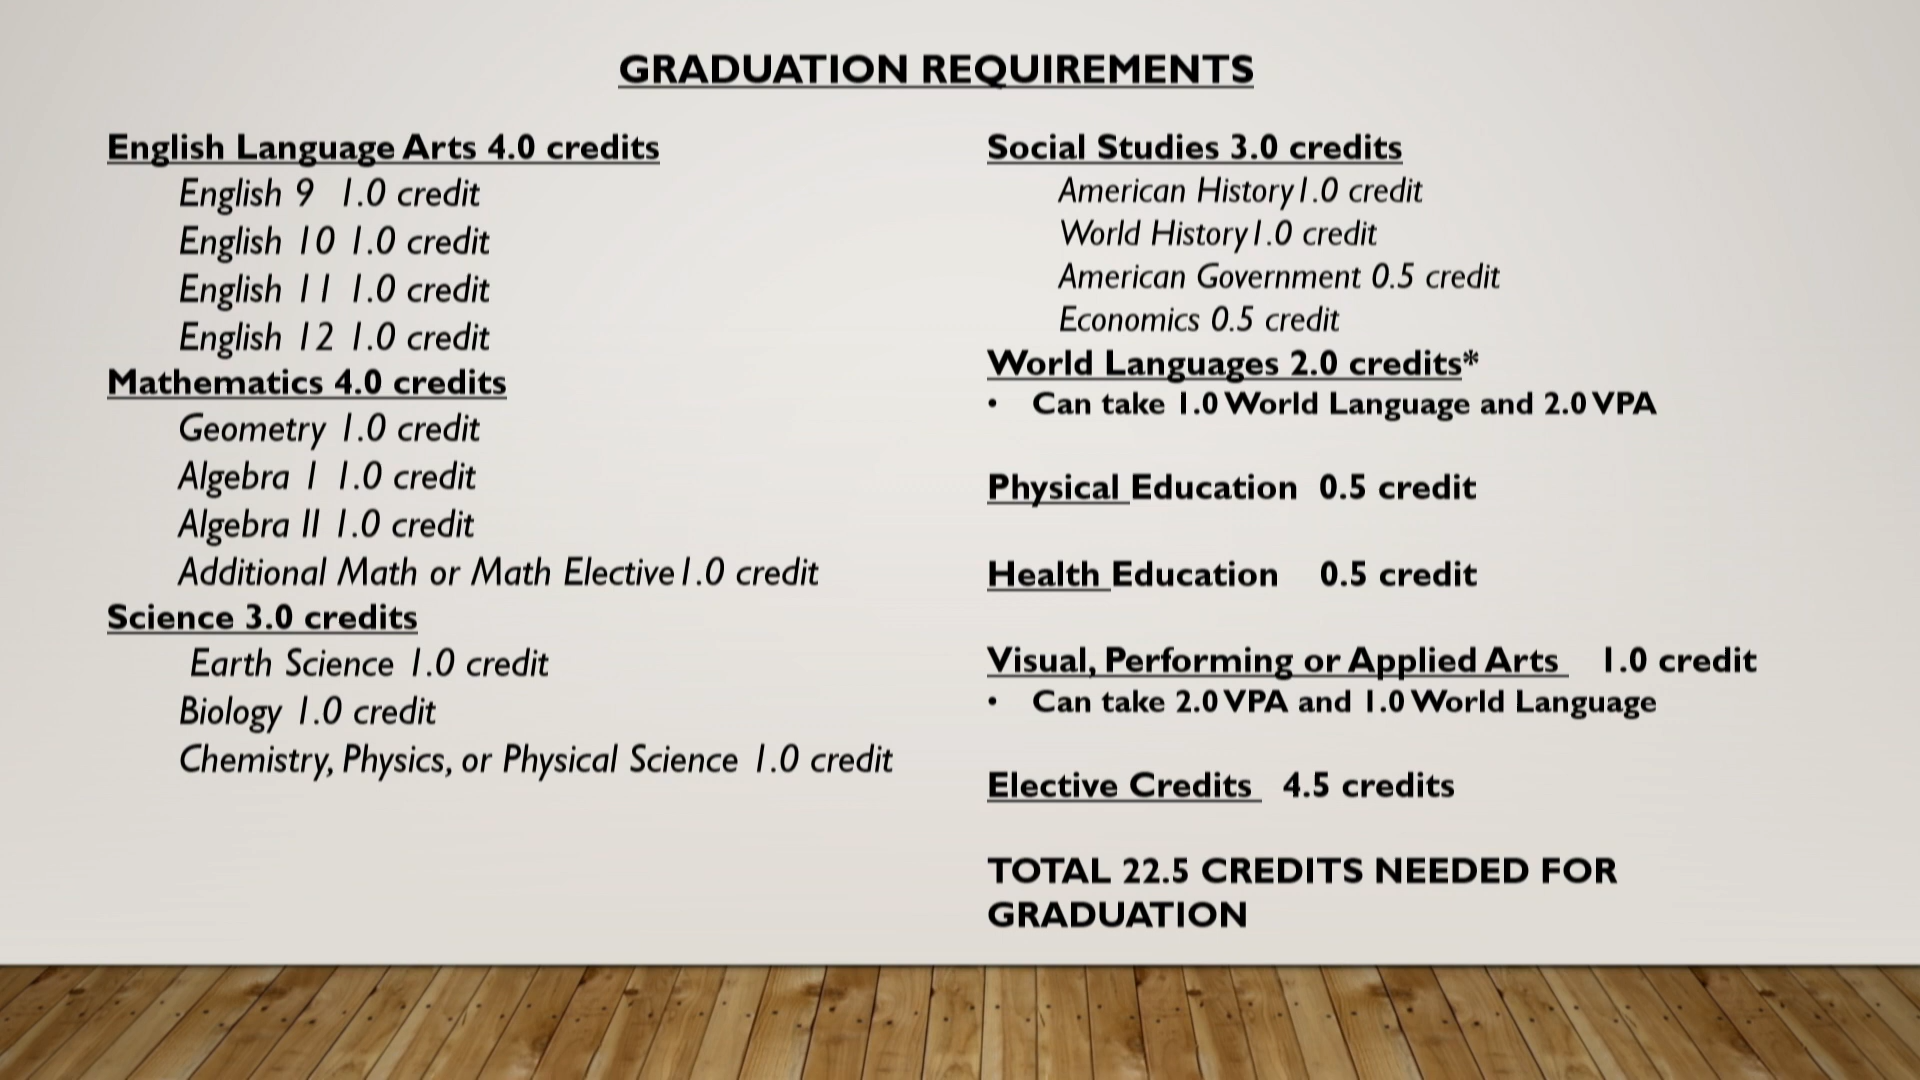 GRADUATION REQUIREMENTS
English Language Arts 4.0 credits
English 9 1.0 credit
English 10 1.0 credit
English 11 1.0 credit
English 12 1.0 credit
Mathematics 4.0 credits
Geometry 1.0 credit
Algebra 1 1.0 credit
Algebra II 1.0 credit
Additional Math or Math Elective1.0 credit
Science 3.0 credits
Earth Science 1.0 credit
Biology 1.0 credit
Chemistry, Physics, or Physical Science 1.0 credit
Social Studies 3.0 credits
American History1.0 credit
World History1.0 credit
American Government 0.5 credit
Economics 0.5 credit
World Languages 2.0 credits*
• Can take 1.0 World Language and 2.0 VPA
Physical Education 0.5 credit
Health Education 0.5 credit
Visual, Performing or Applied Arts 1.0 credit
• Can take 2.0 VPA and 1.0 World Language
Elective Credits 4.5 credits
TOTAL 22.5 CREDITS NEEDED FOR
GRADUATION